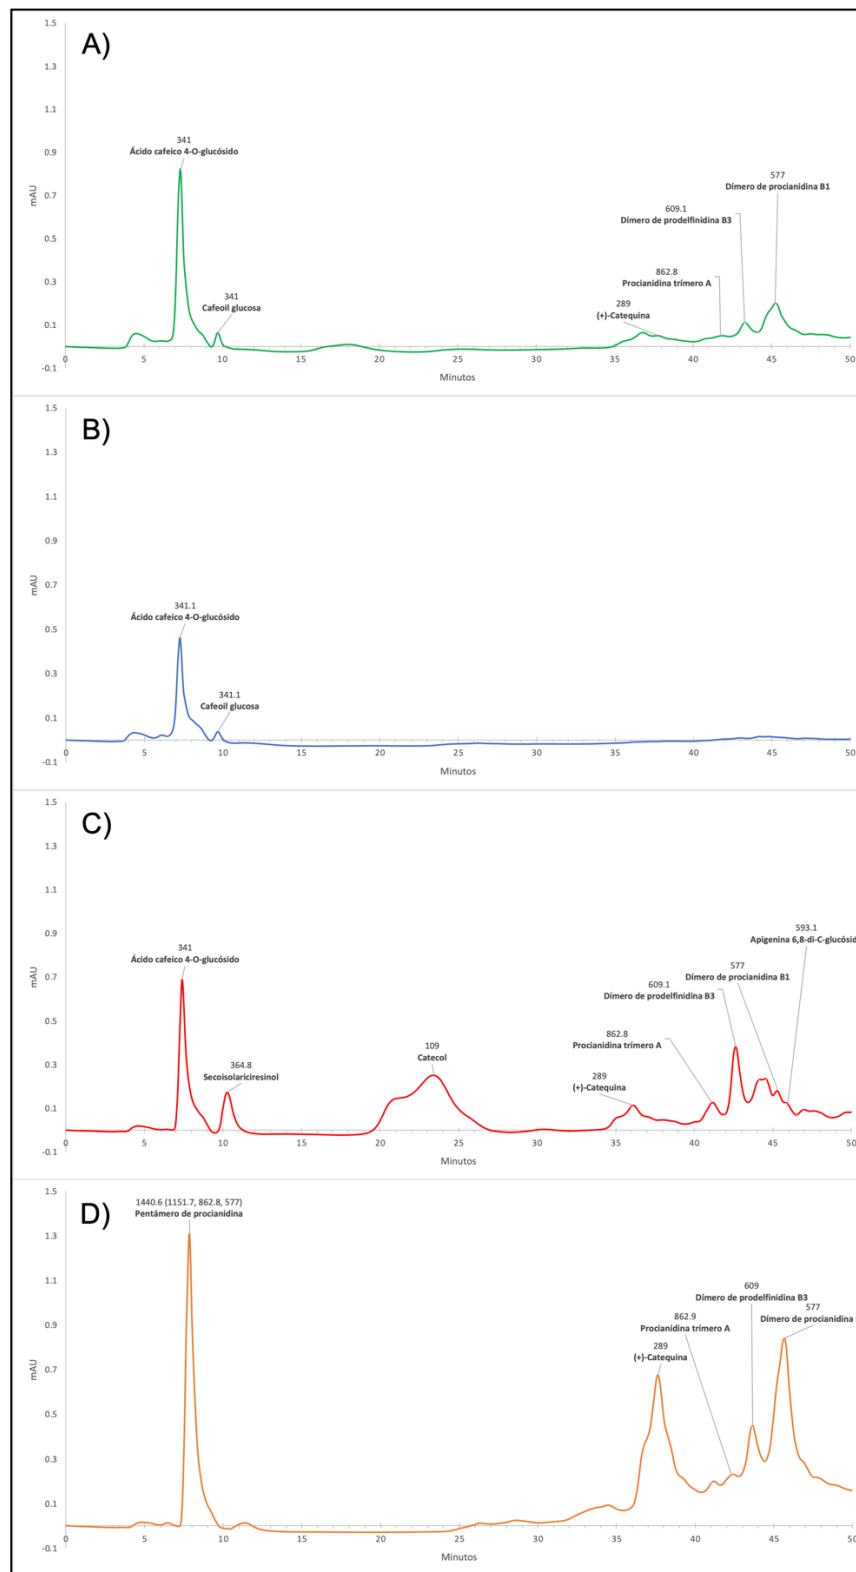 A)
1.5
1.3
1.1
0.9
0.7
0.5
0.3
0.1
-0.1
mAU
341
Ácido cafeico 4-O-glucósido
341
Cafeoil glucosa
289
(+)-Catequina
862.8
Procianidina trímero A
609.1
Dímero de prodelfinidina B3
577
Dímero de procianidina B1
0 5 10 15 20 25 30 35 40 45 50
Minutos
B)
1.5
1.3
1.1
0.9
0.7
0.5
0.3
0.1
-0.1
mAU
341.1
Ácido cafeico 4-O-glucósido
341.1
Cafeoil glucosa
0 5 10 15 20 25 30 35 40 45 50
Minutos
C)
1.5
1.3
1.1
0.9
0.7
0.5
0.3
0.1
-0.1
mAU
341
Ácido cafeico 4-O-glucósido
364.8
Secoisolariciresinol
109
Catecol
289
(+)-Catequina
862.8
Procianidina trímero A
609.1
Dímero de prodelfinidina B3
577
Dímero de procianidina B1
593.1
Apigenina 6,8-di-C-glucósid
0 5 10 15 20 25 30 35 40 45 50
Minutos
D)
1.5
1.3
1.1
0.9
0.7
0.5
0.3
0.1
-0.1
mAU
1440.6 (1151.7, 862.8, 577)
Pentámero de procianidina
289
(+)-Catequina
862.9
Procianidina trímero A
609
Dímero de prodelfinidina B3
577
Dímero de procianidina
0 5 10 15 20 25 30 35 40 45 50
Minutos